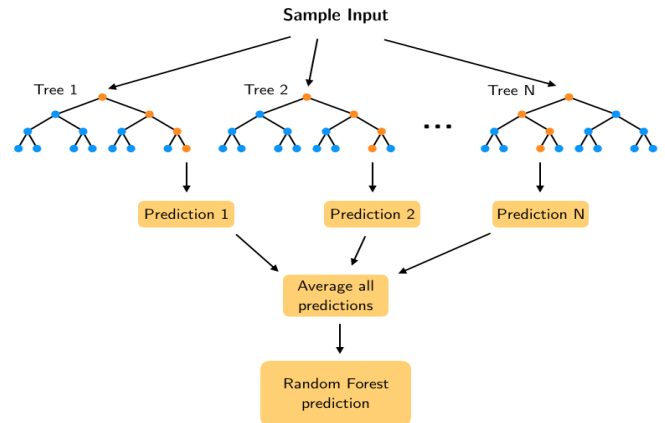 Sample Input
Tree 1
Tree 2
Tree N
Prediction 1
Prediction 2
Prediction N
Average all
predictions
Random Forest
prediction